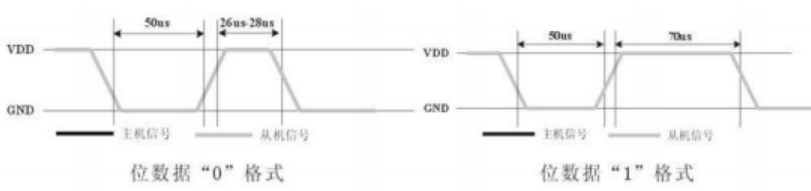 50us 26us-28us
VDD
GND
主机信号 从机信号
位数据“0”格式
50us 70us
VDD
GND
主机信号 从机信号
位数据“1”格式